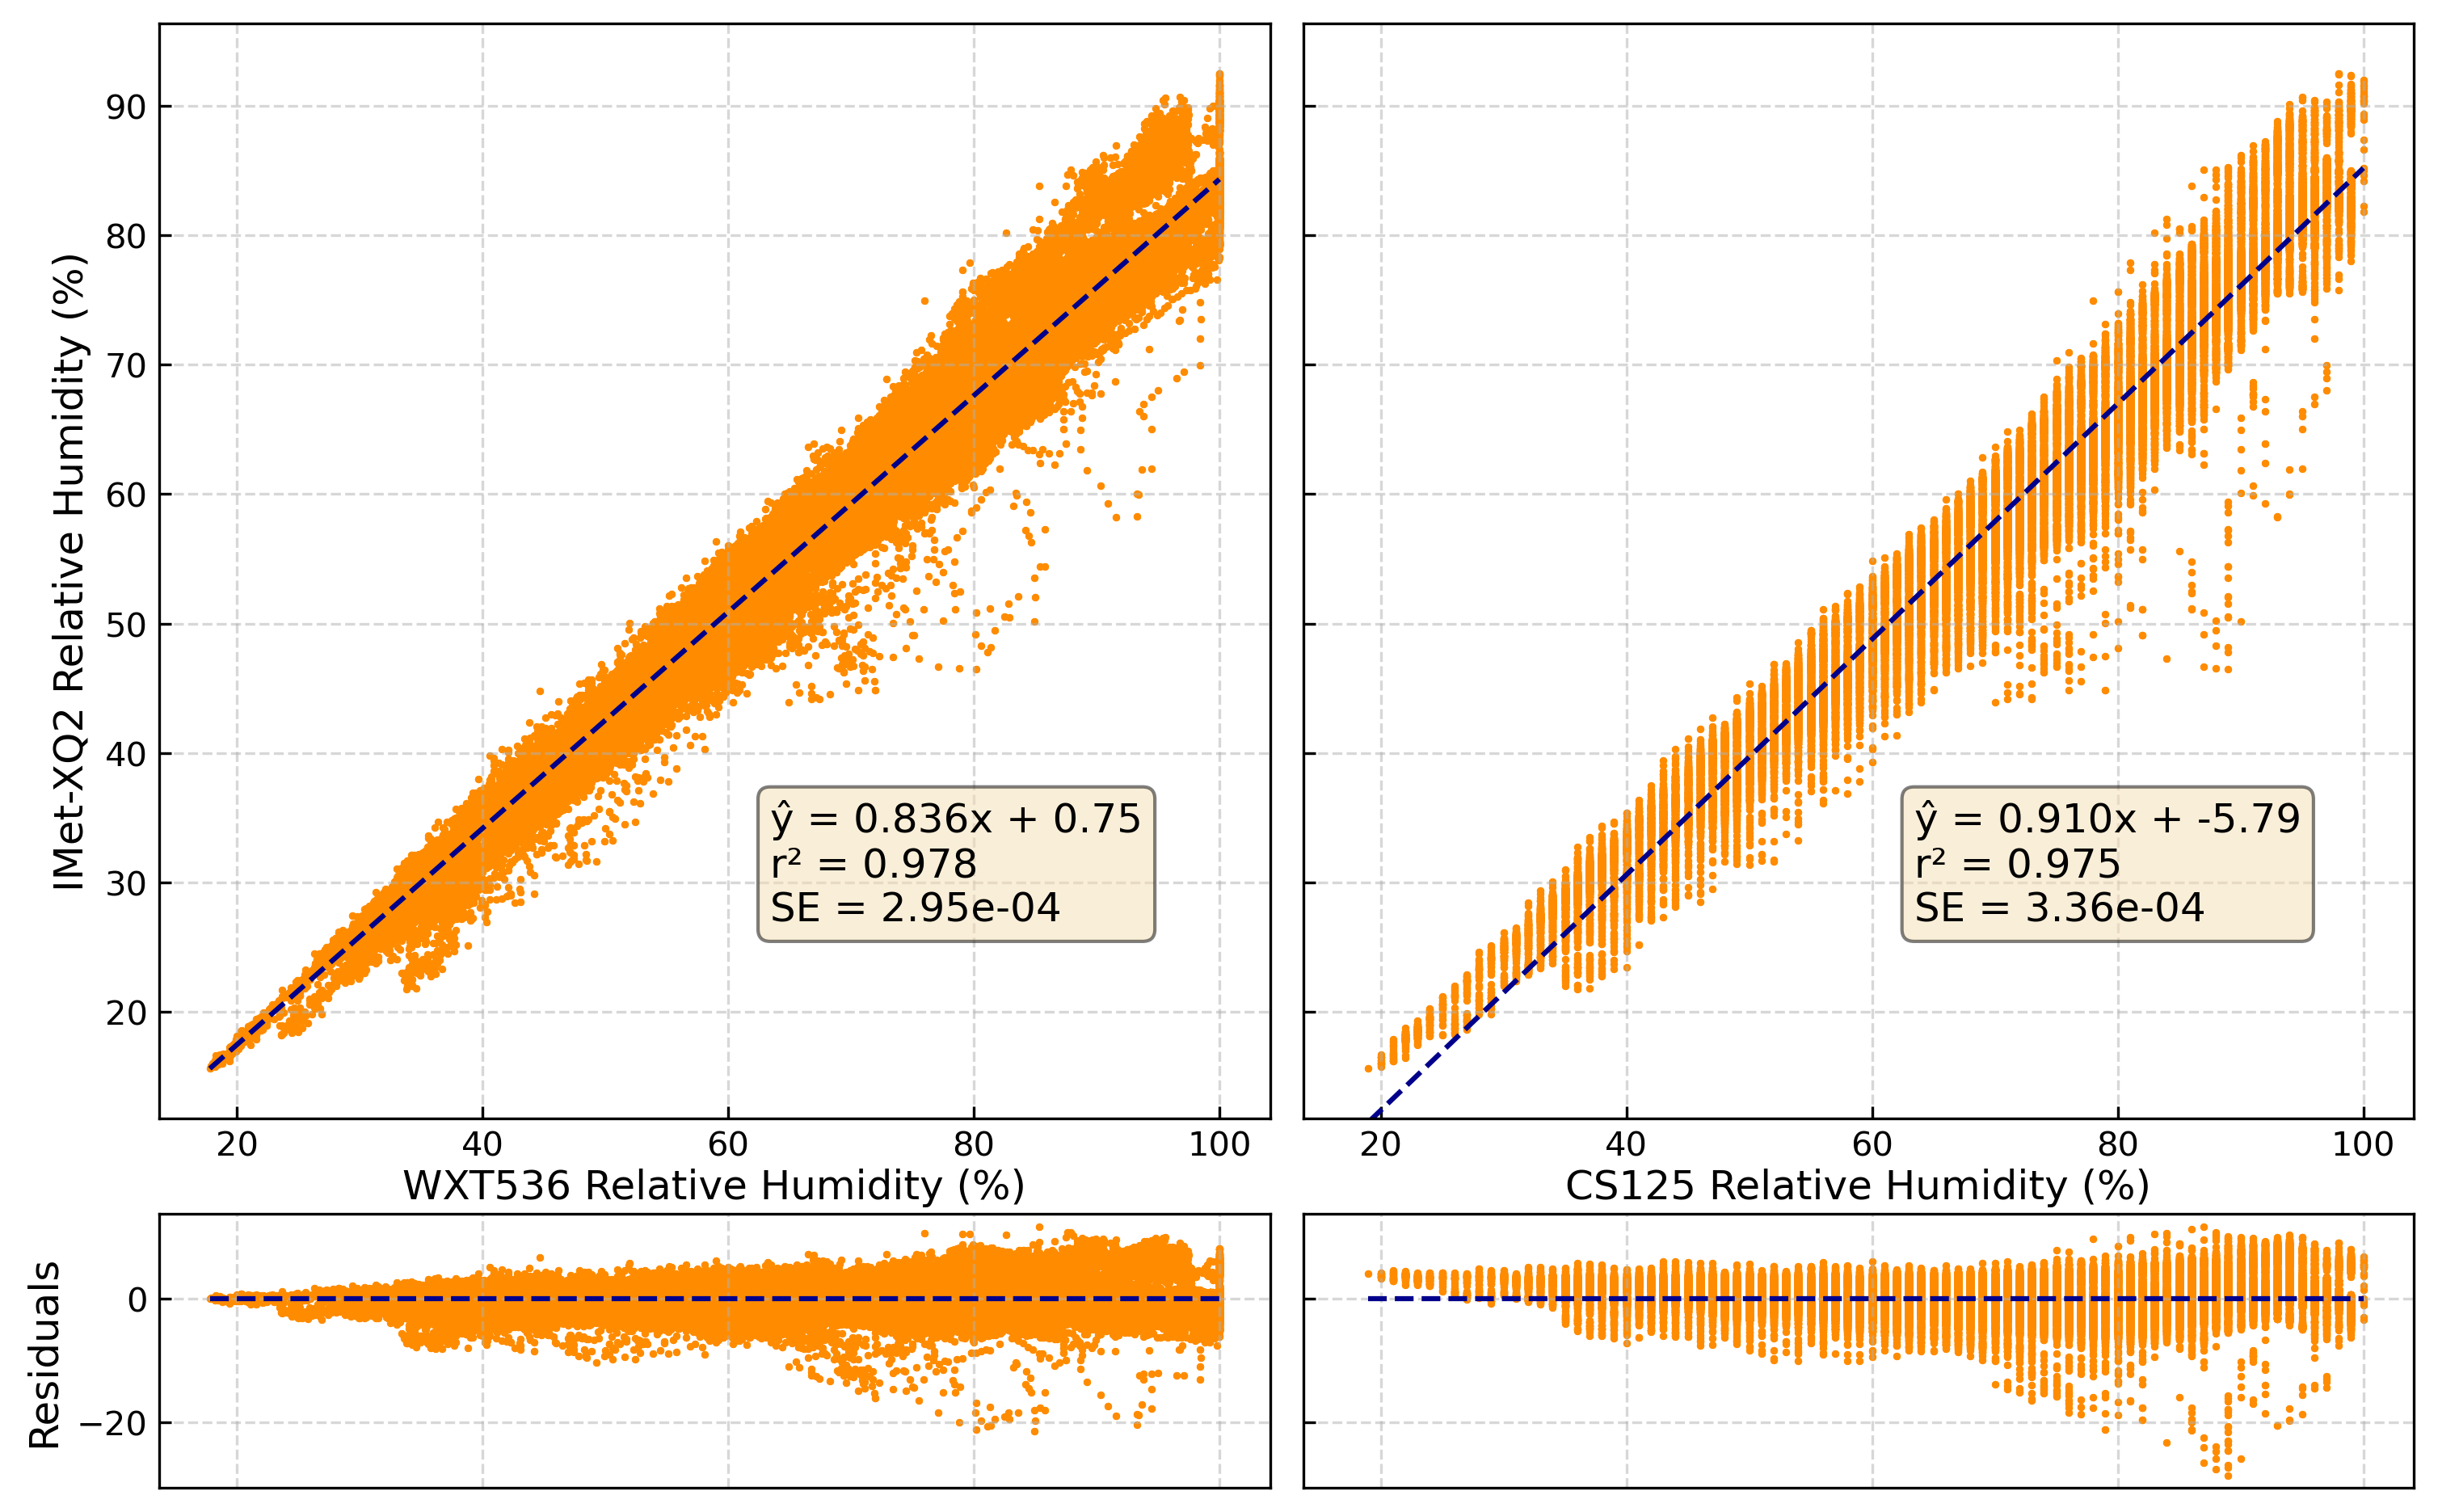 90
80
70
60
50
40
30
20
IMet-XQ2 Relative Humidity (%)
ŷ = 0.836x + 0.75
r² = 0.978
SE = 2.95e-04
20 40 60 80 100
WXT536 Relative Humidity (%)
ŷ = 0.910x + -5.79
r² = 0.975
SE = 3.36e-04
20 40 60 80 100
CS125 Relative Humidity (%)
Residuals
0
−20